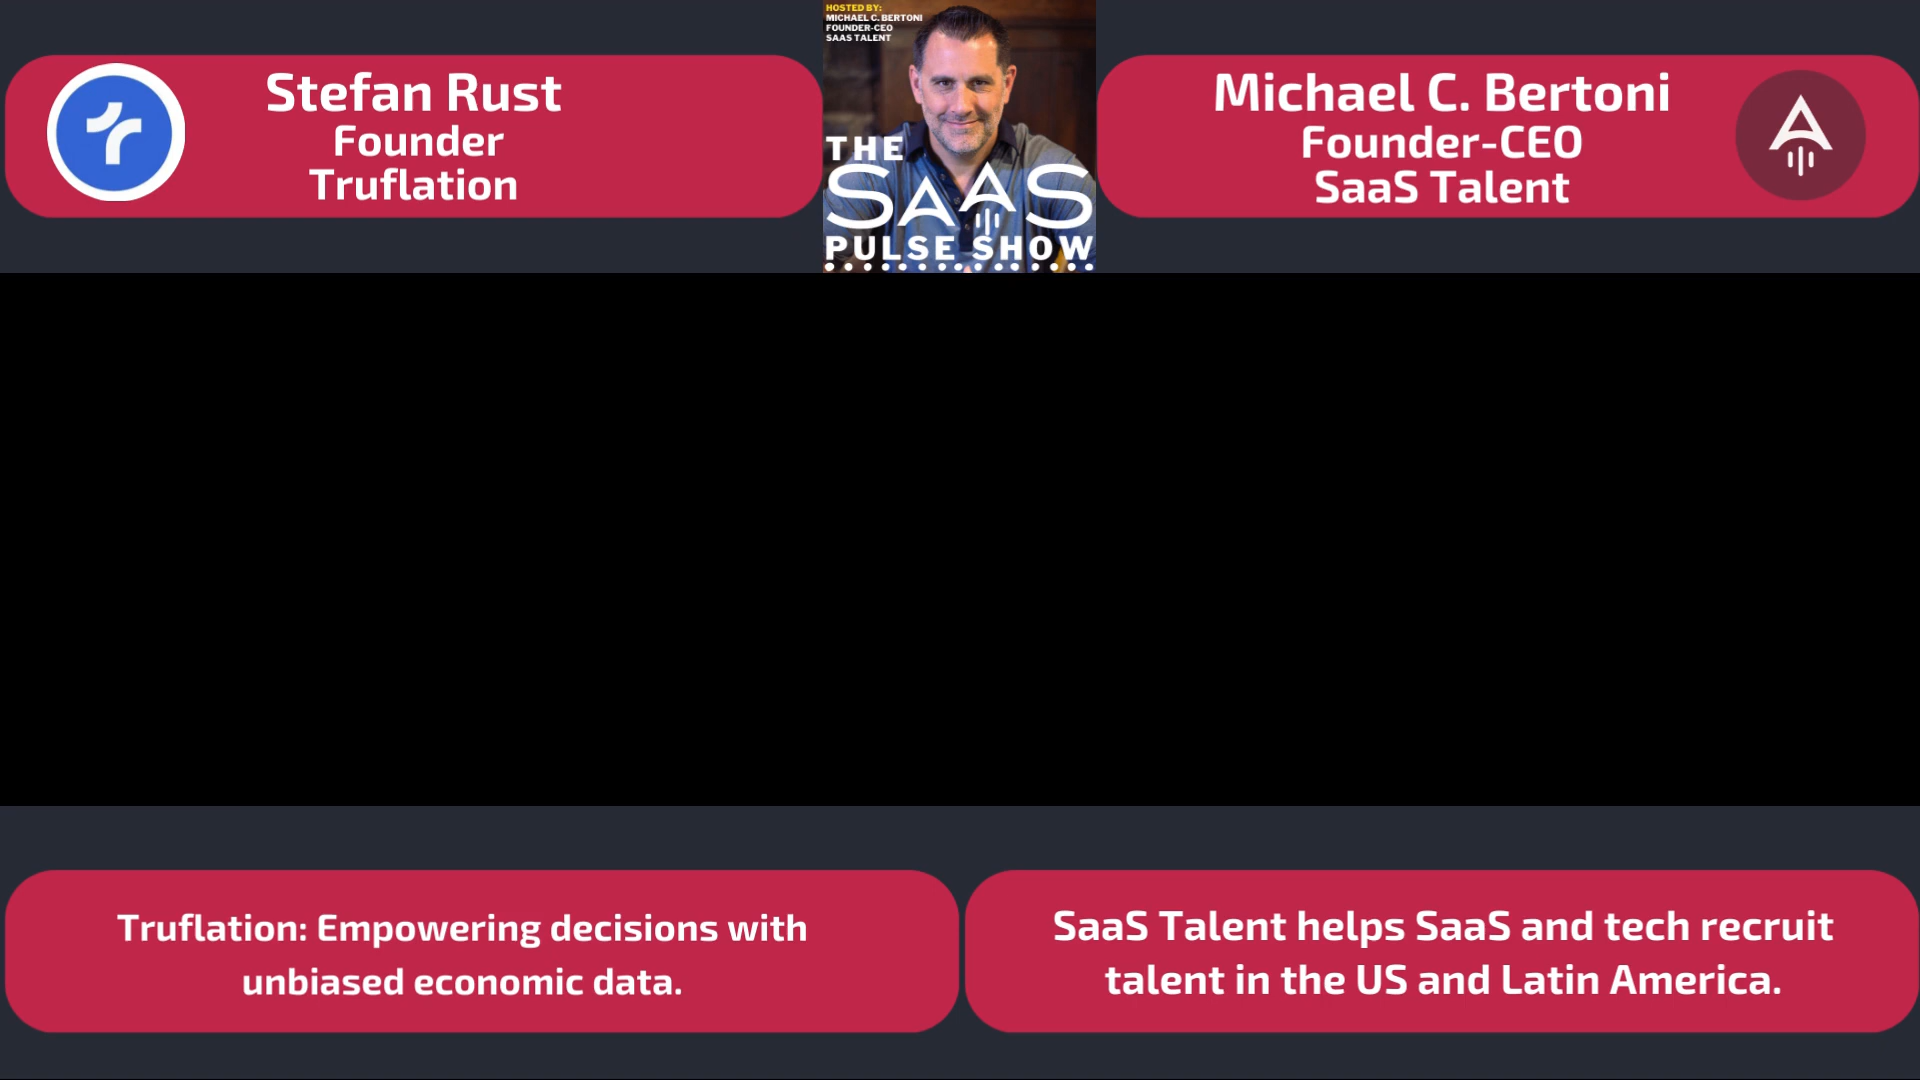 HOSTED BY:
MICHAEL C. BERTONI
FOUNDER-CEO
SAAS TALENT
Stefan Rust
Founder
Truflation
THE
SAAS
PULSE SHOW
Michael C. Bertoni
Founder-CEO
SaaS Talent
Truflation: Empowering decisions with
unbiased economic data.
SaaS Talent helps SaaS and tech recruit
talent in the US and Latin America.